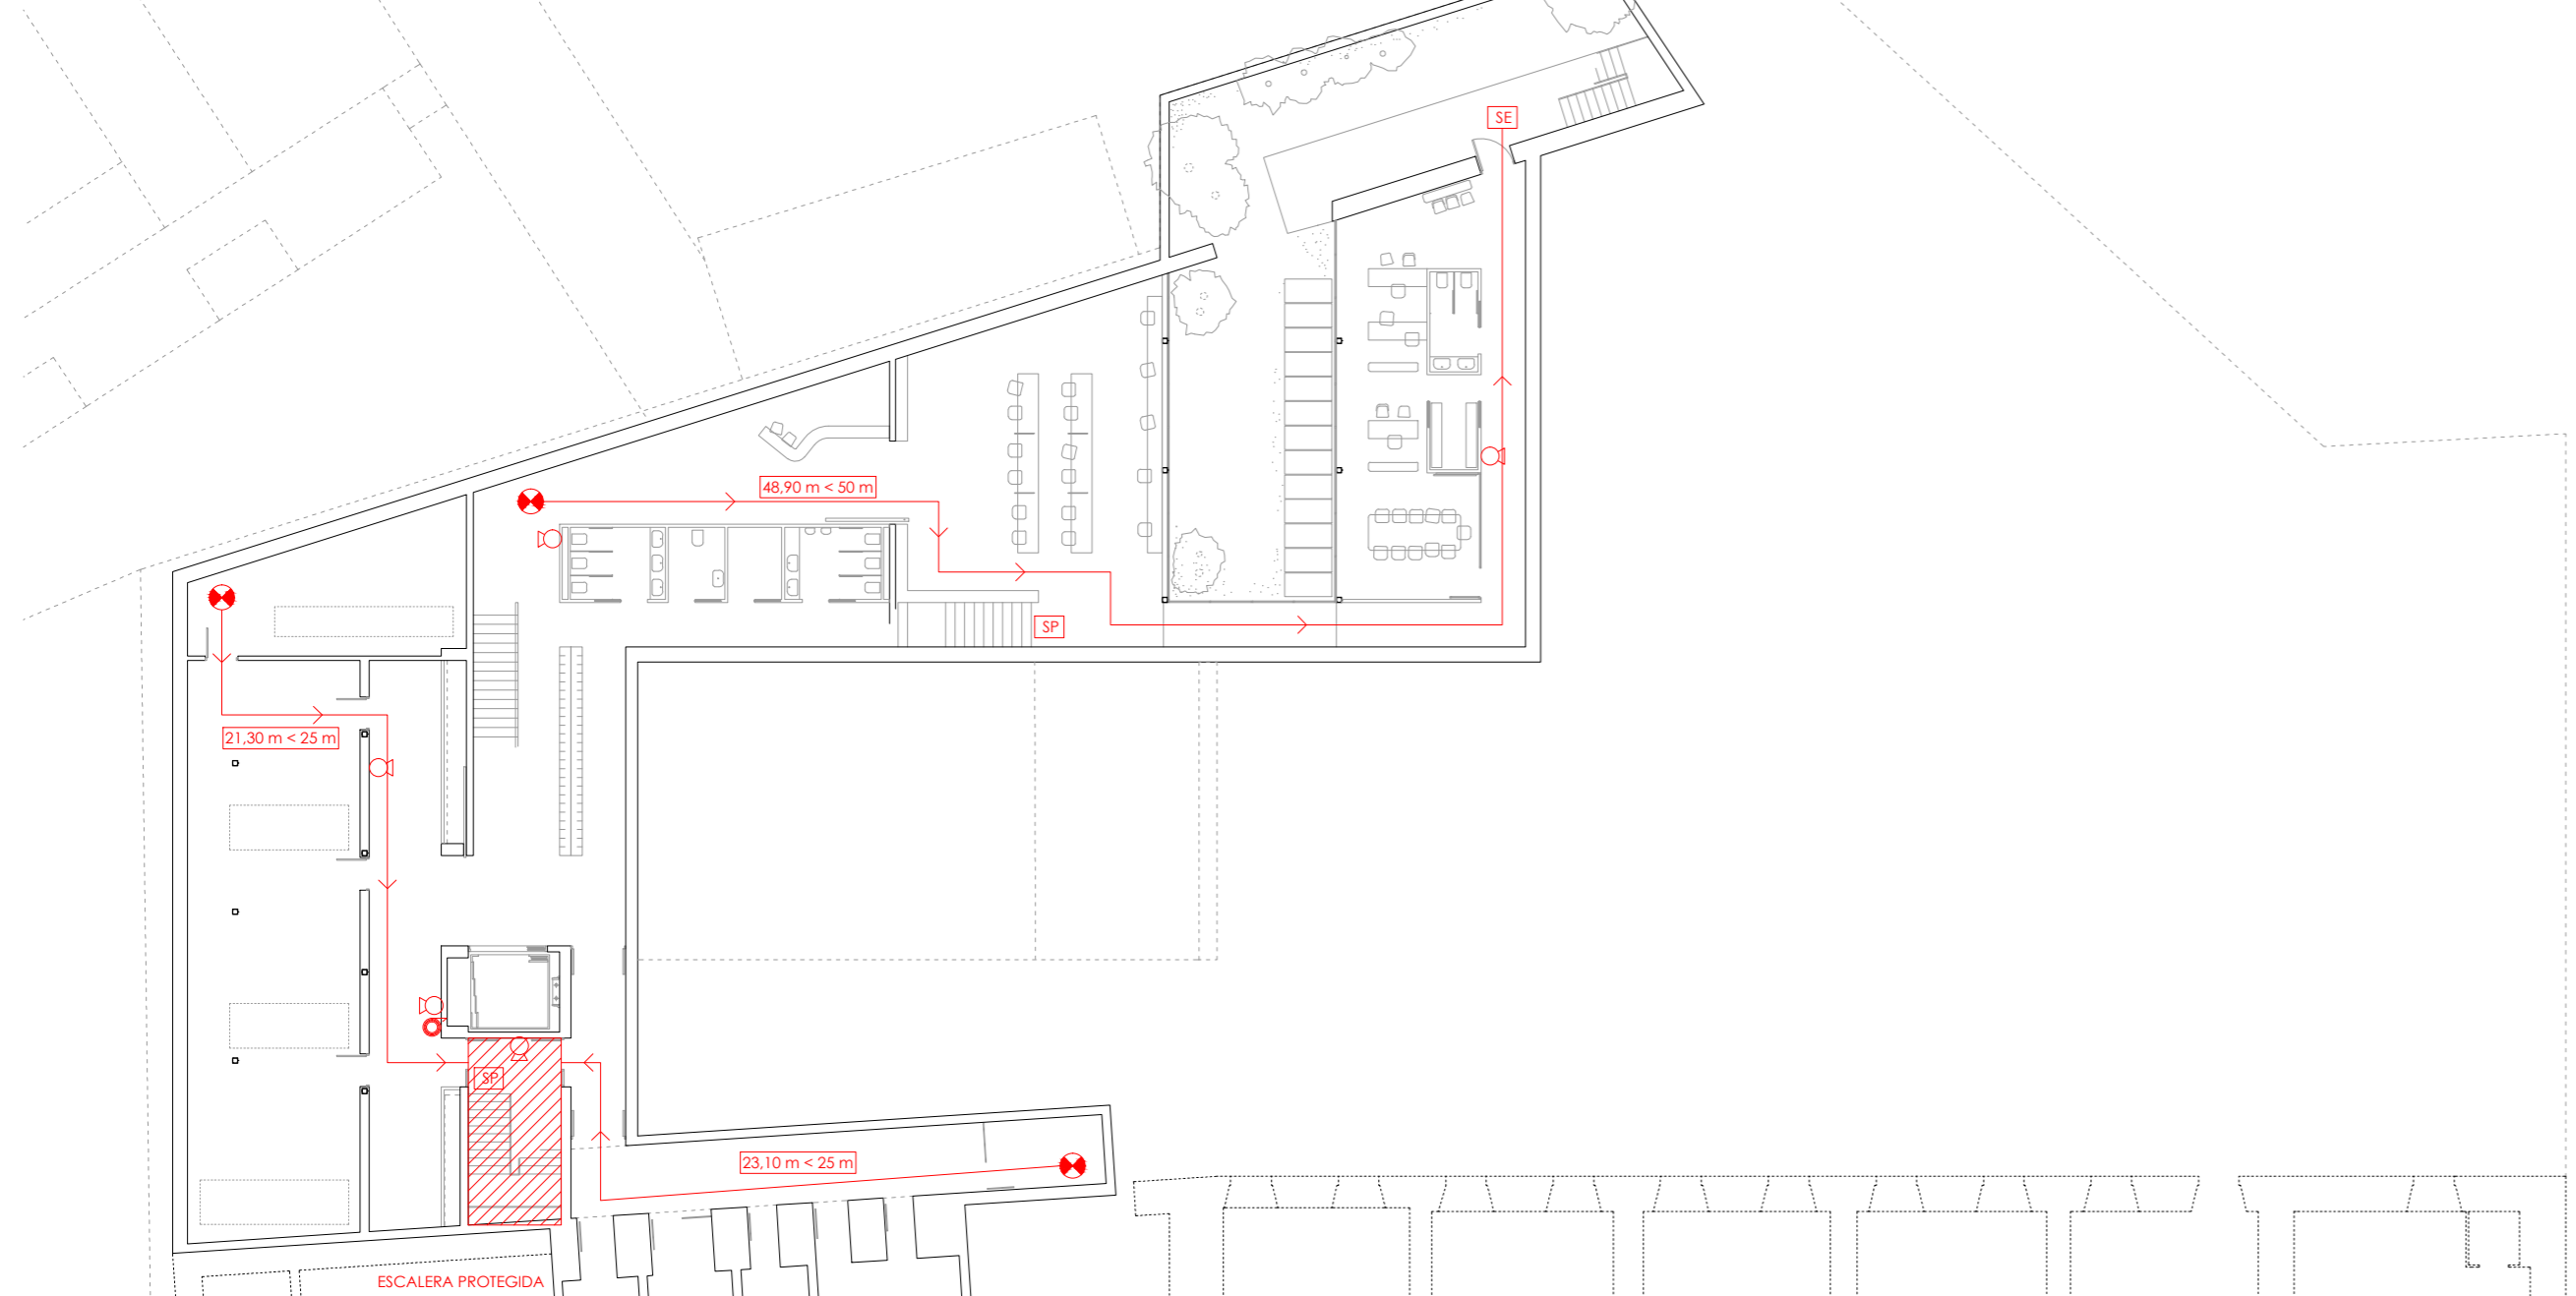 SE
48,90 m < 50 m
SP
21,30 m < 25 m
SP
23,10 m < 25 m
ESCALERA PROTEGIDA